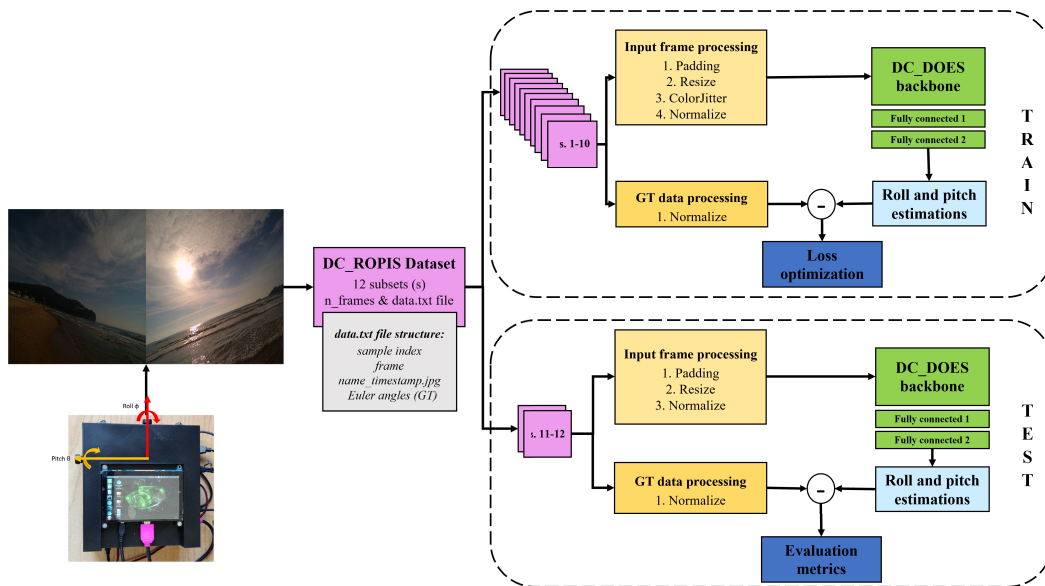 Input frame processing
1. Padding
2. Resize
3. ColorJitter
4. Normalize
DC_DOES
backbone
Fully connected 1
Fully connected 2
s. 1-10
GT data processing
1. Normalize
-
Roll and pitch
estimations
Loss
optimization
TRAIN
DC_ROPIS Dataset
12 subsets (s)
n_frames & data.txt file
data.txt file structure:
sample index
frame
name_timestamp.jpg
Euler angles (GT)
Roll ϕ
Pitch θ
Input frame processing
1. Padding
2. Resize
3. Normalize
DC_DOES
backbone
Fully connected 1
Fully connected 2
s. 11-12
GT data processing
1. Normalize
-
Roll and pitch
estimations
Evaluation
metrics
TEST